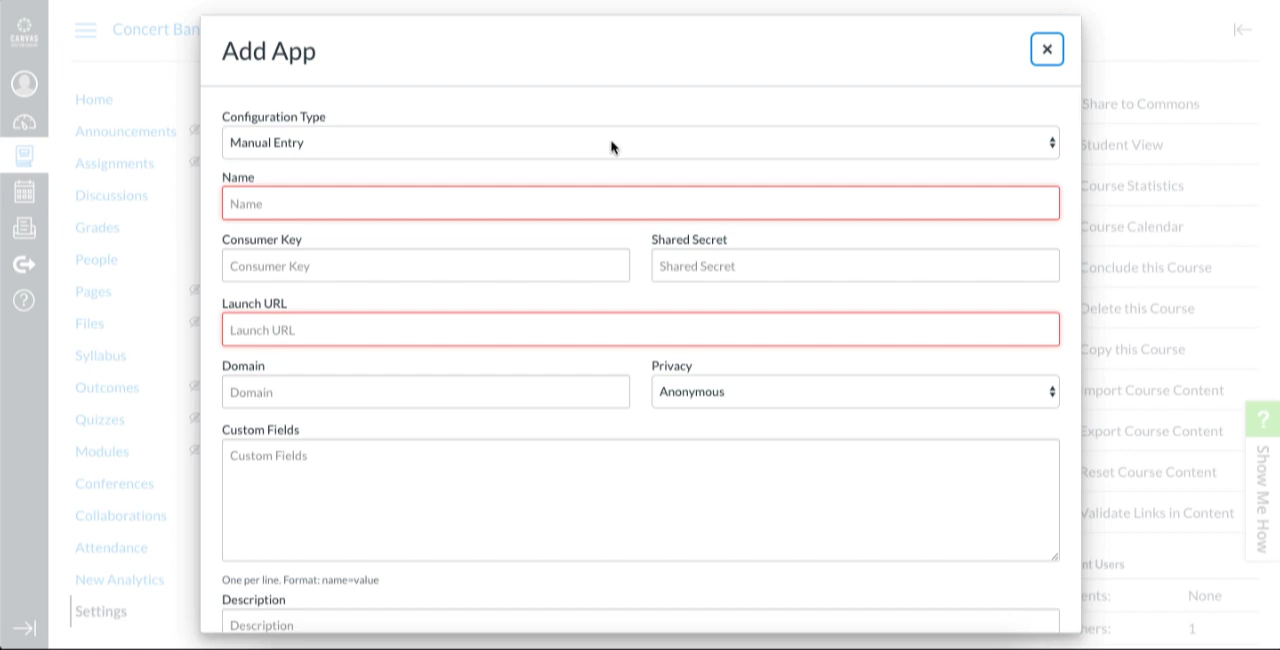 CANVAS
Concert Ban
Add App
Configuration Type
Manual Entry
Name
Name
Consumer Key
Shared Secret
Consumer Key
Shared Secret
Launch URL
Launch URL
Domain
Privacy
Domain
Anonymous
Custom Fields
Custom Fields
One per line. Format: name=value
Description
Description
Home
Announcements
Assignments
Discussions
Grades
People
Pages
Files
Syllabus
Outcomes
Quizzes
Modules
Conferences
Collaborations
Attendance
New Analytics
Settings
Share to Commons
Student View
Course Statistics
Course Calendar
Conclude this Course
Delete this Course
Copy this Course
mport Course Content
Export Course Content
Reset Course Content
Validate Links in Content
nt Users
ents: None
hers: 1
? Show Me How